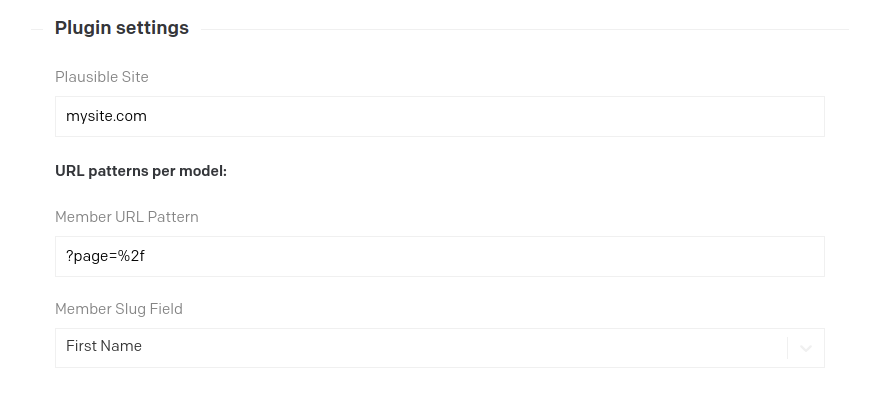 Plugin settings
Plausible Site
mysite.com
URL patterns per model:
Member URL Pattern
?page=%2f
Member Slug Field
First Name